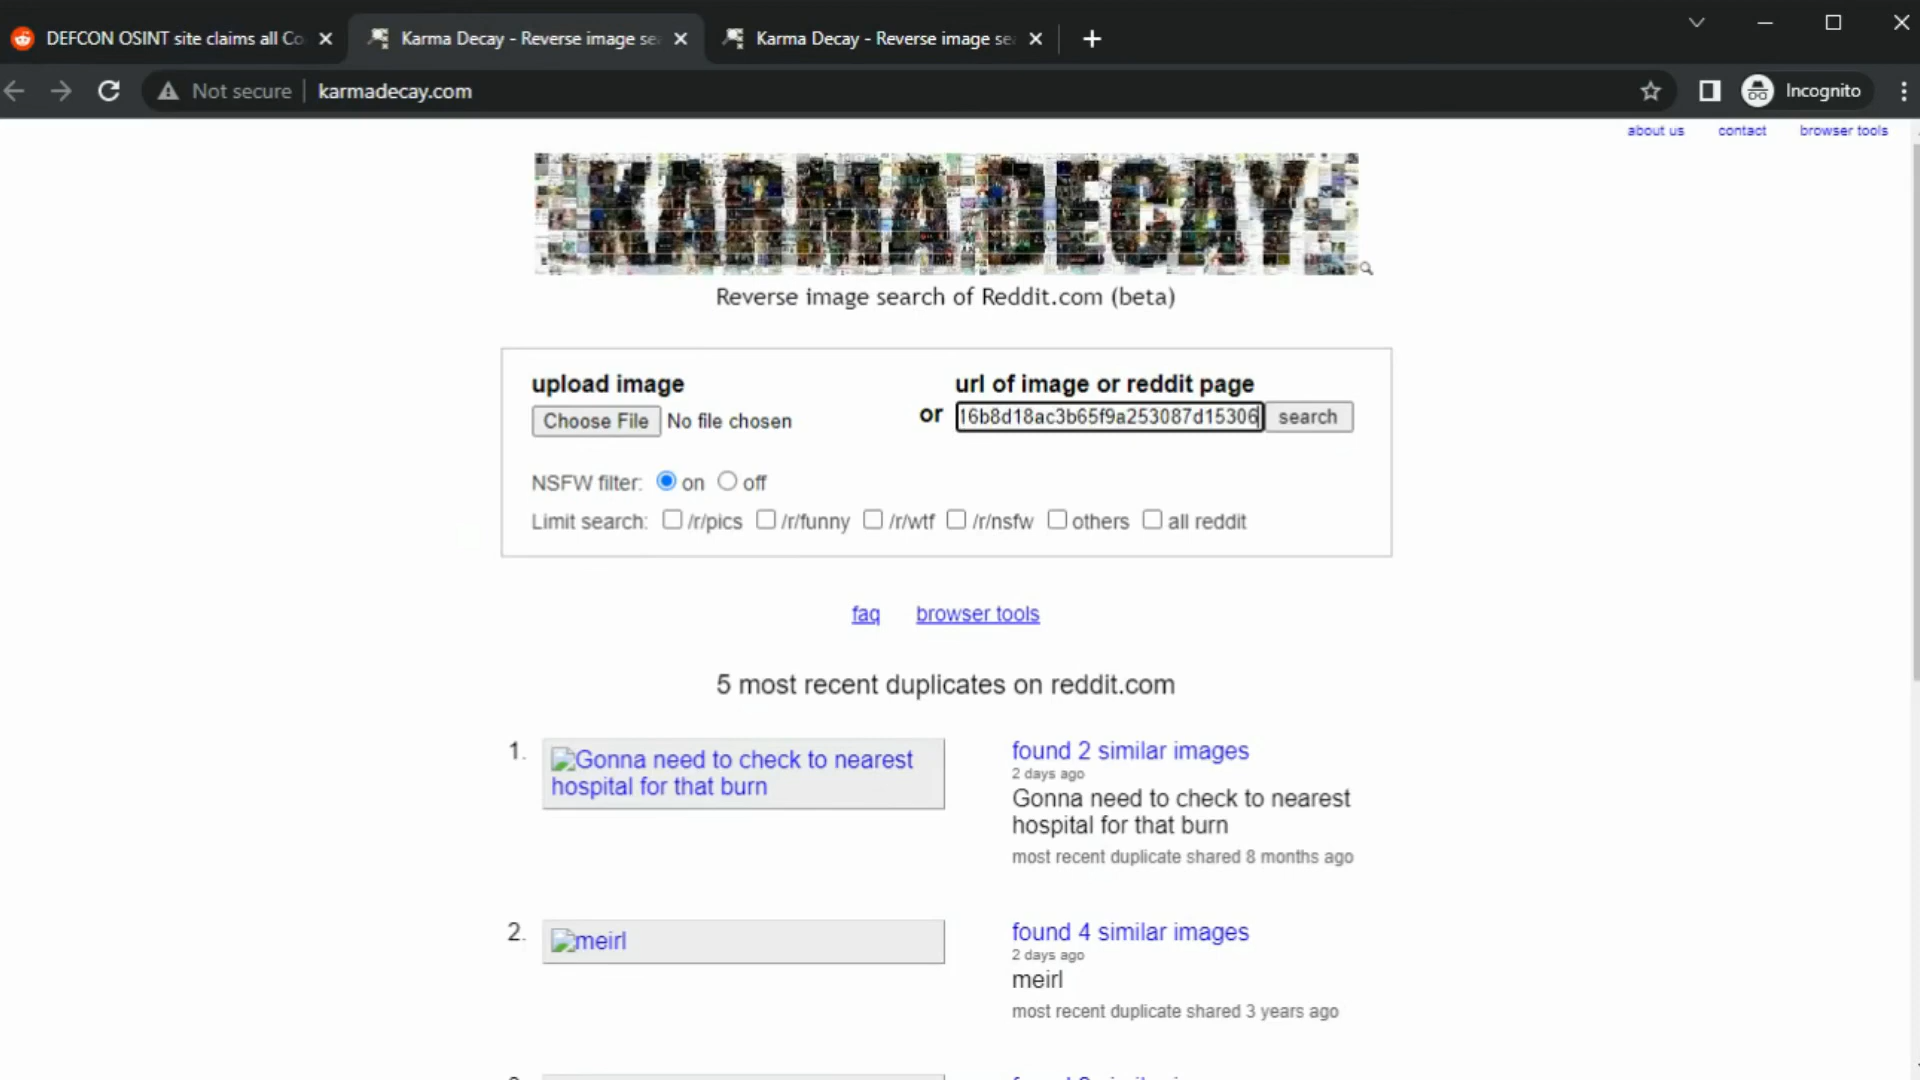 DEFCON OSINT site claims all Co
Karma Decay - Reverse image se
Karma Decay - Reverse image se
Not secure
karmadecay.com
Incognito
about us
contact
browser tools
KARMA DECAY
Reverse image search of Reddit.com (beta)
upload image
url of image or reddit page
Choose File No file chosen
or
16b8d18ac3b65f9a253087d15306
search
NSFW filter: on off
Limit search: /r/pics /r/funny /r/wtf /r/nsfw others all reddit
faq
browser tools
5 most recent duplicates on reddit.com
1.
Gonna need to check to nearest
hospital for that burn
found 2 similar images
2 days ago
Gonna need to check to nearest
hospital for that burn
most recent duplicate shared 8 months ago
2.
meirl
found 4 similar images
2 days ago
meirl
most recent duplicate shared 3 years ago